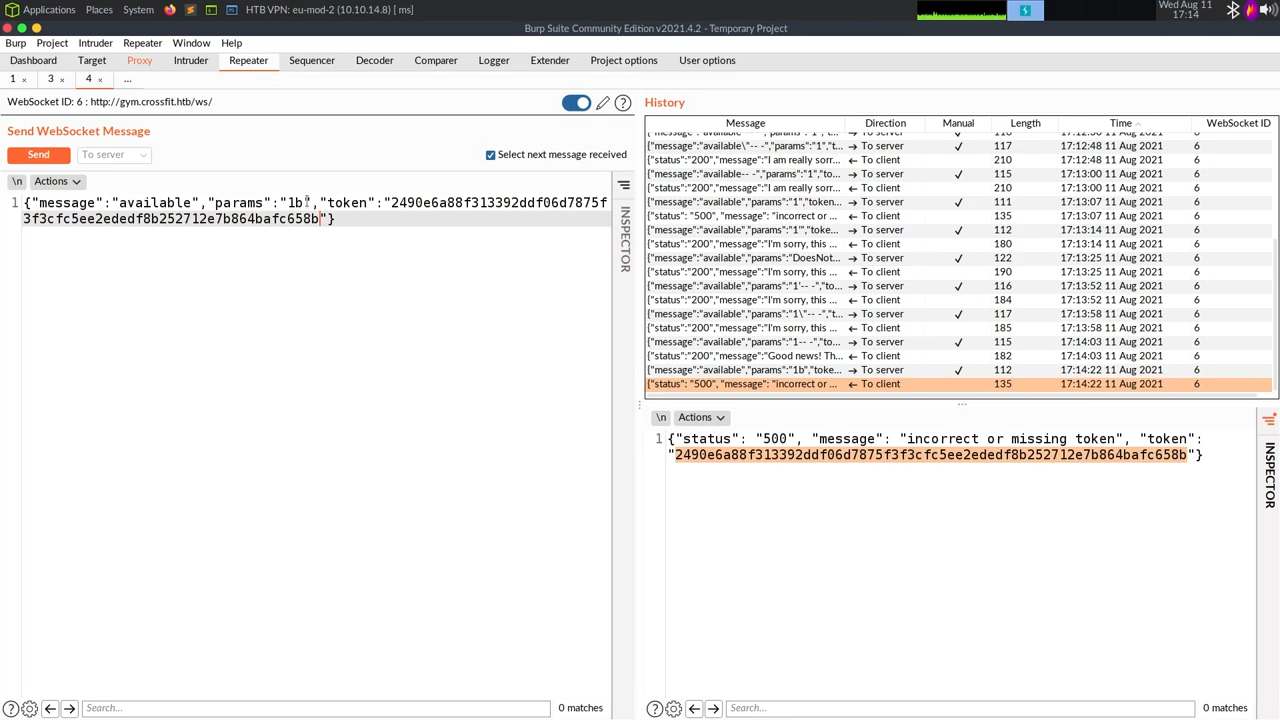 Applications Places System HTB VPN: eu-mod-2 (10.10.14.8) [ ms] Wed Aug 11
17:14
Burp Suite Community Edition v2021.4.2 - Temporary Project
Burp Project Intruder Repeater Window Help
Dashboard Target Proxy Intruder Repeater Sequencer Decoder Comparer Logger Extender Project options User options
1 × 3 × 4 × ...
WebSocket ID: 6 : http://gym.crossfit.htb/ws/
Send WebSocket Message
Send To server Select next message received
\n Actions
1 {"message":"available","params":"1b","token":"2490e6a88f313392ddf06d7875f
3f3cfc5ee2ededf8b252712e7b864bafc658b"}
INSPECTOR
Search... 0 matches
History
Message Direction Manual Length Time WebSocket ID
{"message":"available\"-- -","params":"1","t... → To server ✓ 117 17:12:48 11 Aug 2021 6
{"status":"200","message":"I am really sorr... ← To client 210 17:12:48 11 Aug 2021 6
{"message":"available-- -","params":"1","to... → To server ✓ 115 17:13:00 11 Aug 2021 6
{"status":"200","message":"I am really sorr... ← To client 210 17:13:00 11 Aug 2021 6
{"message":"available","params":"1","token... → To server ✓ 111 17:13:07 11 Aug 2021 6
{"status": "500", "message": "incorrect or ... ← To client 135 17:13:07 11 Aug 2021 6
{"message":"available","params":"1'","toke... → To server ✓ 112 17:13:14 11 Aug 2021 6
{"status":"200","message":"I'm sorry, this ... ← To client 180 17:13:14 11 Aug 2021 6
{"message":"available","params":"DoesNot... → To server ✓ 122 17:13:25 11 Aug 2021 6
{"status":"200","message":"I'm sorry, this ... ← To client 190 17:13:25 11 Aug 2021 6
{"message":"available","params":"1'-- -","to... → To server ✓ 116 17:13:52 11 Aug 2021 6
{"status":"200","message":"I'm sorry, this ... ← To client 184 17:13:52 11 Aug 2021 6
{"message":"available","params":"1\"-- -","t... → To server ✓ 117 17:13:58 11 Aug 2021 6
{"status":"200","message":"I'm sorry, this ... ← To client 185 17:13:58 11 Aug 2021 6
{"message":"available","params":"1-- -","to... → To server ✓ 115 17:14:03 11 Aug 2021 6
{"status":"200","message":"Good news! Th... ← To client 182 17:14:03 11 Aug 2021 6
{"message":"available","params":"1b","toke... → To server ✓ 112 17:14:22 11 Aug 2021 6
{"status": "500", "message": "incorrect or ... ← To client 135 17:14:22 11 Aug 2021 6
\n Actions
1 {"status": "500", "message": "incorrect or missing token", "token":
"2490e6a88f313392ddf06d7875f3f3cfc5ee2ededf8b252712e7b864bafc658b"}
INSPECTOR
Search... 0 matches